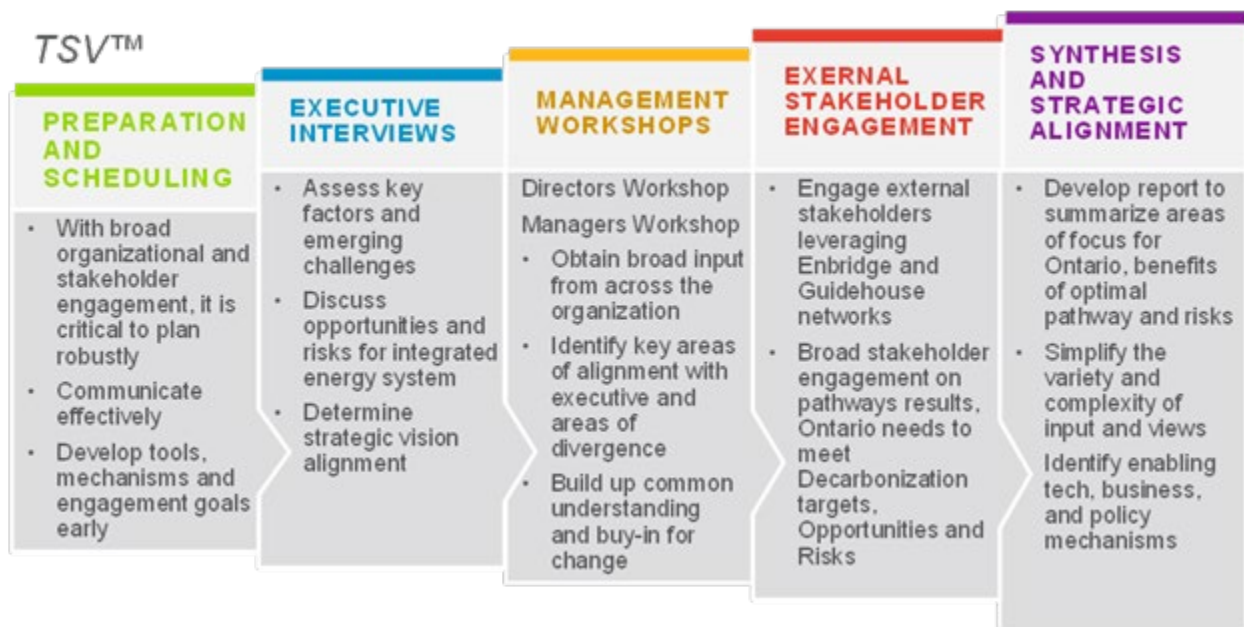 TSV™
PREPARATION
AND
SCHEDULING
• With broad
organizational and
stakeholder
engagement, it is
critical to plan
robustly
• Communicate
effectively
• Develop tools,
mechanisms and
engagement goals
early
EXECUTIVE
INTERVIEWS
• Assess key
factors and
emerging
challenges
• Discuss
opportunities and
risks for integrated
energy system
• Determine
strategic vision
alignment
MANAGEMENT
WORKSHOPS
Directors Workshop
Managers Workshop
• Obtain broad input
from across the
organization
• Identify key areas
of alignment with
executive and
areas of
divergence
• Build up common
understanding
and buy-in for
change
EXERNAL
STAKEHOLDER
ENGAGEMENT
• Engage external
stakeholders
leveraging
Enbridge and
Guidehouse
networks
• Broad stakeholder
engagement on
pathways results,
Ontario needs to
meet
Decarbonization
targets,
Opportunities and
Risks
SYNTHESIS
AND
STRATEGIC
ALIGNMENT
• Develop report to
summarize areas
of focus for
Ontario, benefits
of optimal
pathway and risks
• Simplify the
variety and
complexity of
input and views
• Identify enabling
tech, business,
and policy
mechanisms